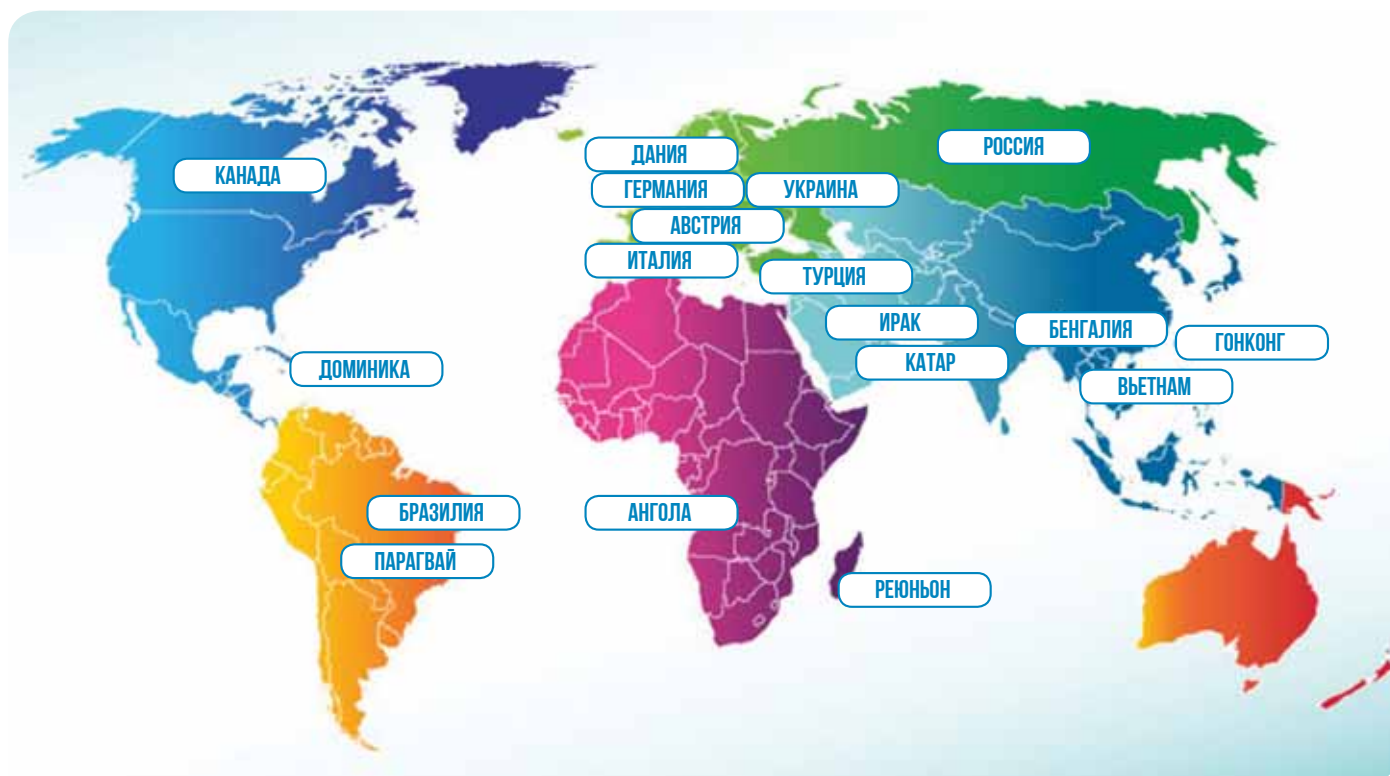 ДАНИЯ
РОССИЯ
КАНАДА
ГЕРМАНИЯ
УКРАИНА
АВСТРИЯ
ИТАЛИЯ
ТУРЦИЯ
ИРАК
БЕНГАЛИЯ
ГОНКОНГ
ДОМИНИКА
КАТАР
ВЬЕТНАМ
БРАЗИЛИЯ
АНГОЛА
ПАРАГВАЙ
РЕЮНЬОН